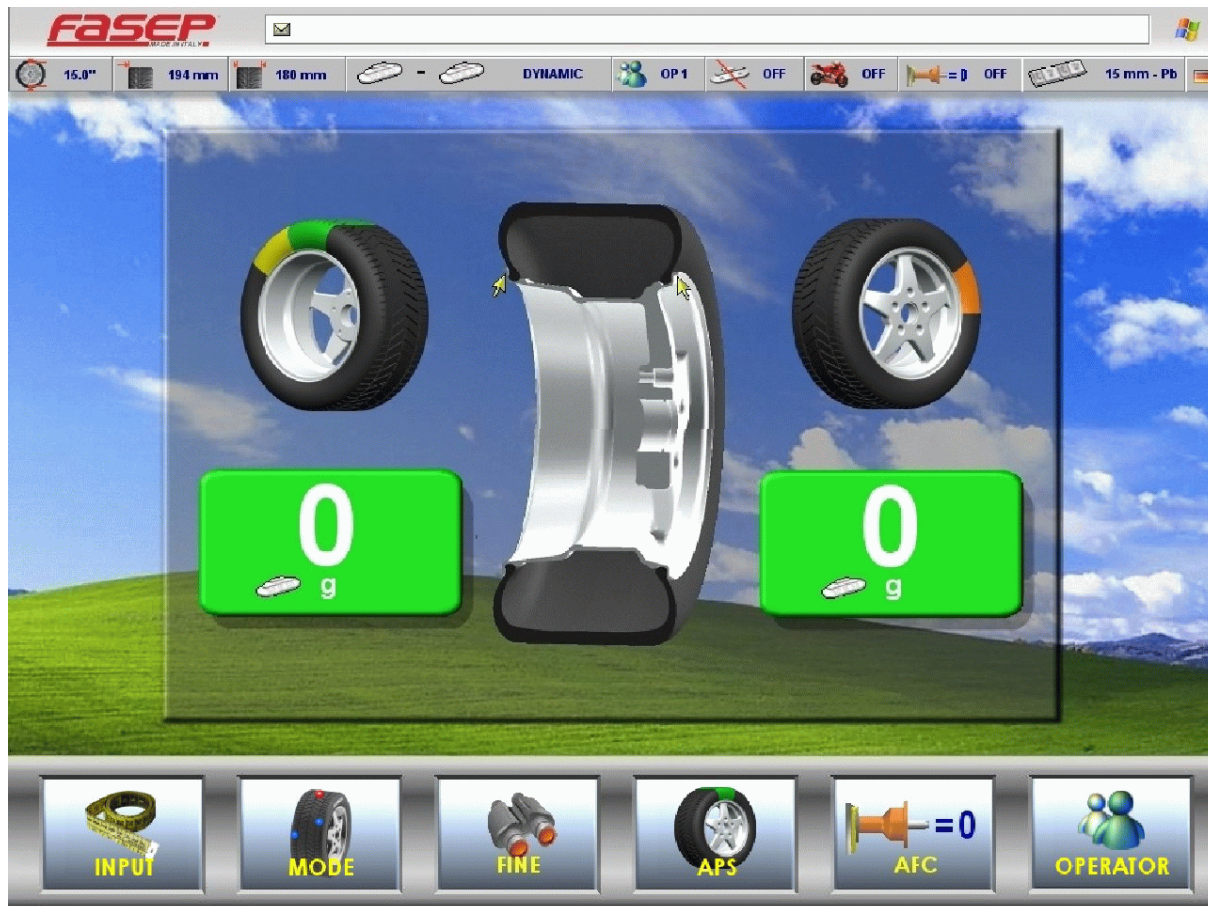 FASEP
MADE IN ITALY
15.0" 194 mm 180 mm - DYNAMIC OP 1 OFF OFF =0 OFF 15 mm - Pb
0 0
g g
=0
INPUT MODE FINE APS AFC OPERATOR